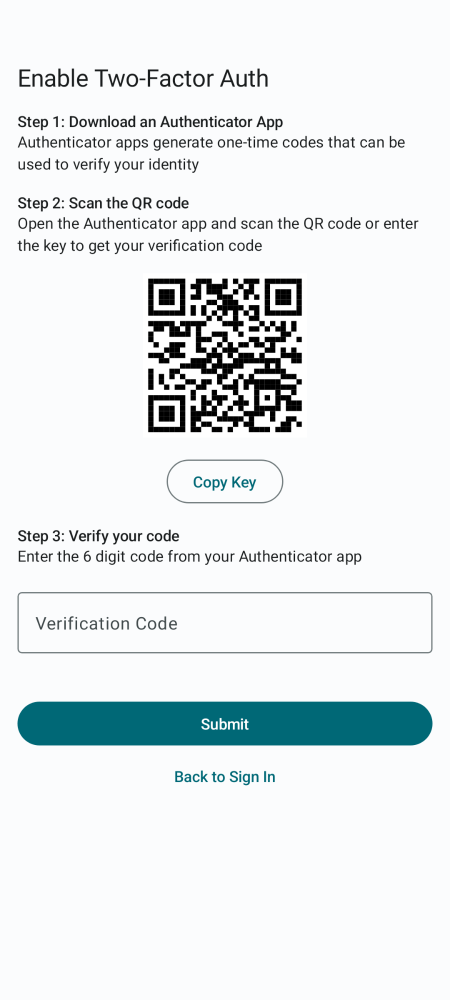 Enable Two-Factor Auth
Step 1: Download an Authenticator App
Authenticator apps generate one-time codes that can be
used to verify your identity
Step 2: Scan the QR code
Open the Authenticator app and scan the QR code or enter
the key to get your verification code
Copy Key
Step 3: Verify your code
Enter the 6 digit code from your Authenticator app
Verification Code
Submit
Back to Sign In